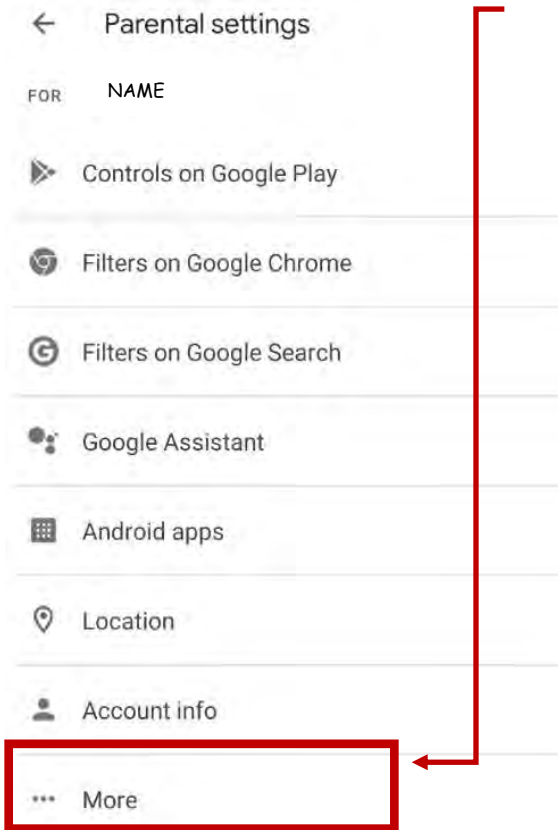 Parental settings
FOR NAME
Controls on Google Play
Filters on Google Chrome
Filters on Google Search
Google Assistant
Android apps
Location
Account info
More